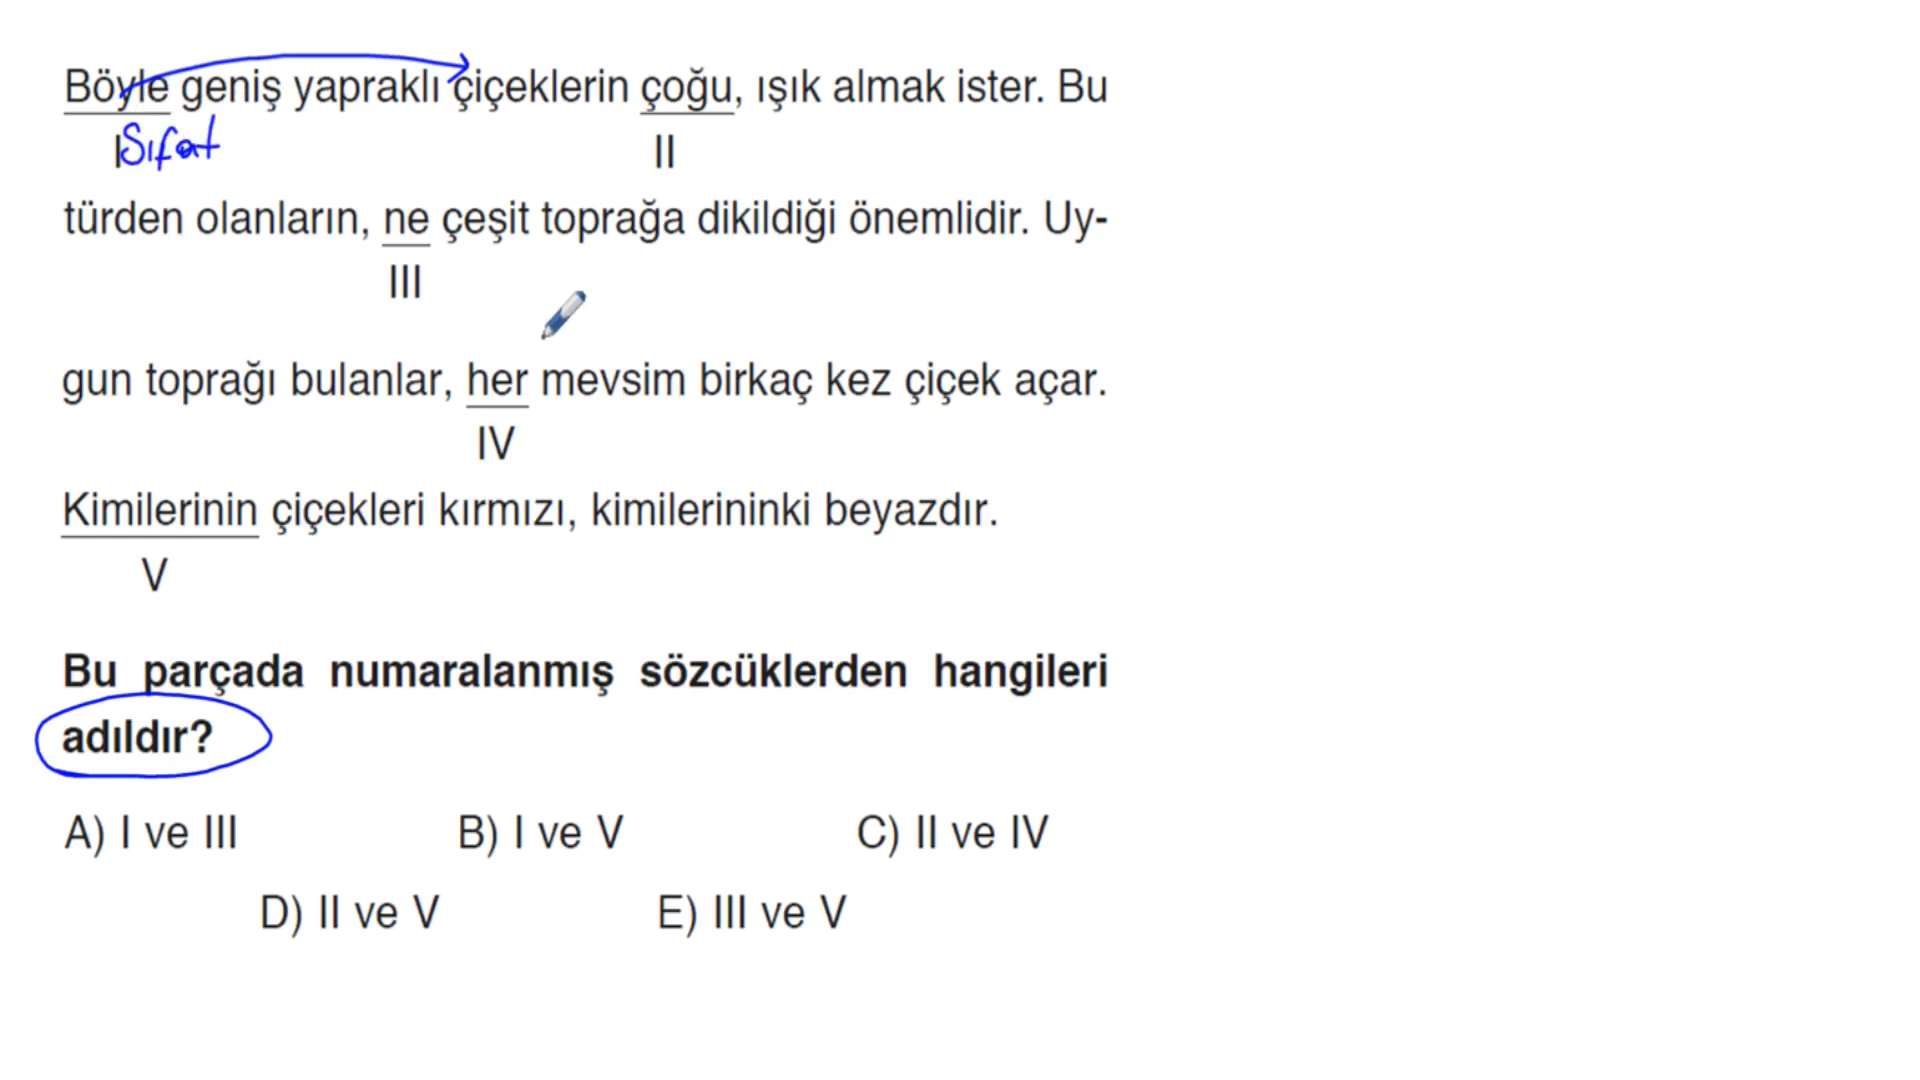 Böyle geniş yapraklı çiçeklerin çoğu, ışık almak ister. Bu
I Sıfat II
türden olanların, ne çeşit toprağa dikildiği önemlidir. Uy-
III
gun toprağı bulanlar, her mevsim birkaç kez çiçek açar.
IV
Kimilerinin çiçekleri kırmızı, kimilerininki beyazdır.
V
Bu parçada numaralanmış sözcüklerden hangileri
adıldır?
A) I ve III B) I ve V C) II ve IV
D) II ve V E) III ve V